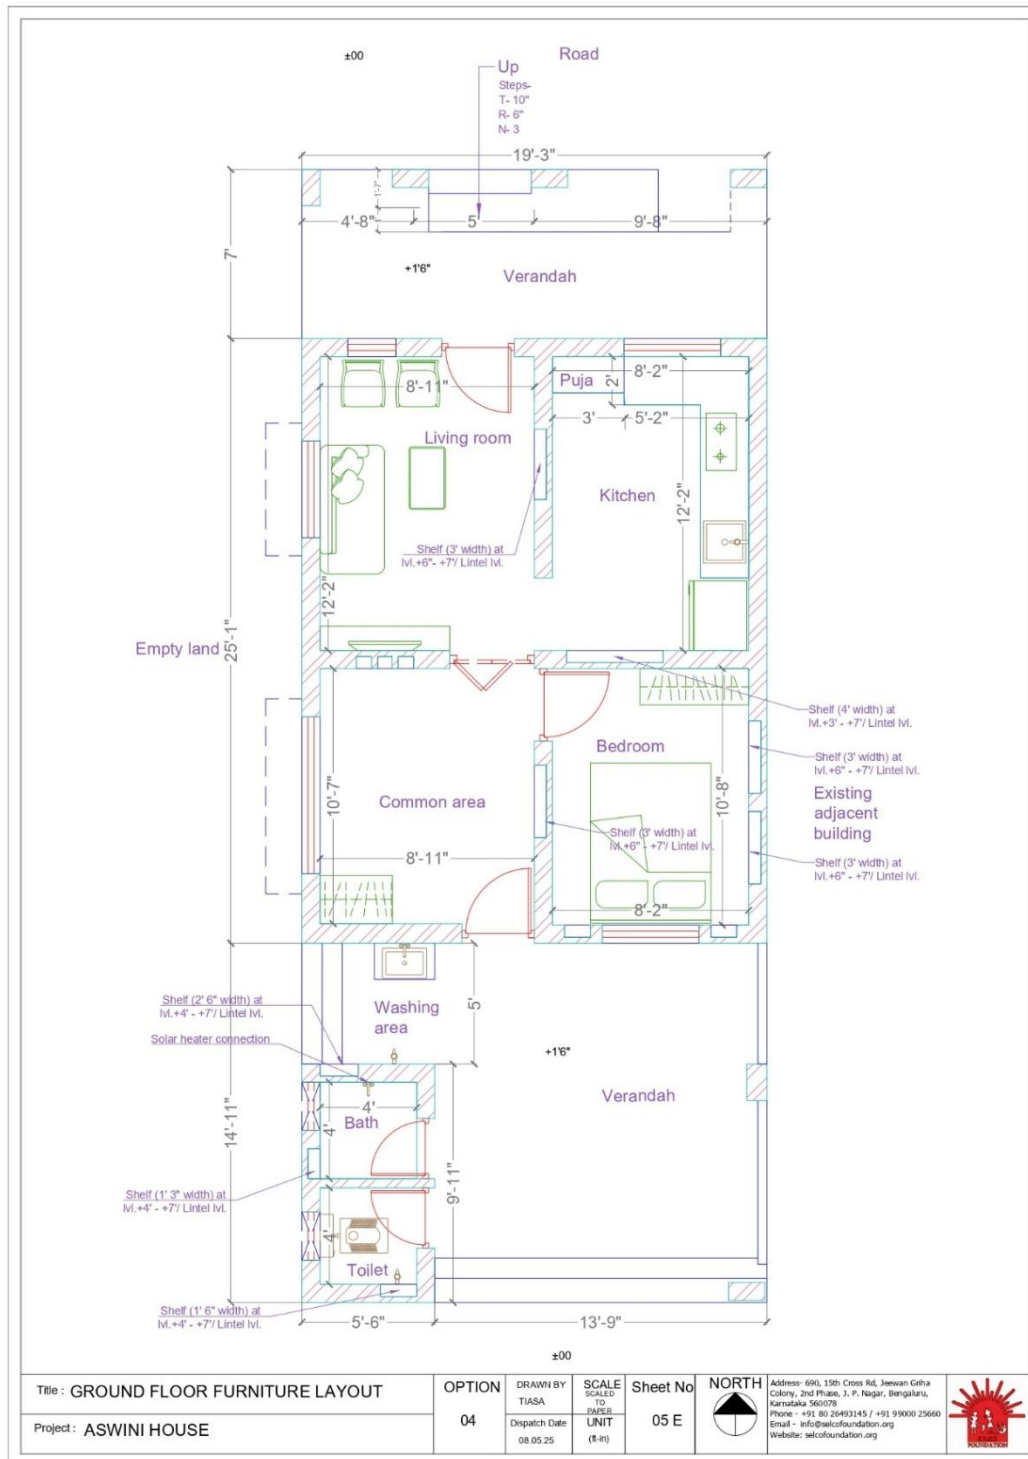 ±00
Road
Up
Steps-
T- 10"
R- 6"
N- 3
19'-3"
1'-7"
4'-8"
5'
9'-8"
7'
+1'6"
Verandah
8'-11"
Puja
2'
8'-2"
3'
5'-2"
Living room
Kitchen
12'-2"
Shelf (3' width) at
lvl.+6"- +7'/ Lintel lvl.
12'-2"
Empty land
25'-1"
Shelf (4' width) at
lvl.+3' - +7'/ Lintel lvl.
Bedroom
Shelf (3' width) at
lvl.+6" - +7'/ Lintel lvl.
10'-7"
Common area
10'-8"
Existing
adjacent
building
Shelf (3' width) at
lvl.+6" - +7'/ Lintel lvl.
8'-11"
Shelf (3' width) at
lvl.+6" - +7'/ Lintel lvl.
8'-2"
Shelf (2' 6" width) at
lvl.+4' - +7'/ Lintel lvl.
Washing
area
5'
Solar heater connection
+1'6"
4'
Bath
4'
Verandah
14'-11"
9'-11"
Shelf (1' 3" width) at
lvl.+4' - +7'/ Lintel lvl.
4'
Toilet
Shelf (1' 6" width) at
lvl.+4' - +7'/ Lintel lvl.
5'-6"
13'-9"
±00
Title : GROUND FLOOR FURNITURE LAYOUT
Project : ASWINI HOUSE
OPTION
04
DRAWN BY
TIASA
Dispatch Date
08.05.25
SCALE
SCALED
TO
PAPER
UNIT
(ft-in)
Sheet No
05 E
NORTH
Address- 690, 15th Cross Rd, Jeewan Griha
Colony, 2nd Phase, J. P. Nagar, Bengaluru,
Karnataka 560078
Phone - +91 80 26493145 / +91 99000 25660
Email - info@selcofoundation.org
Website: selcofoundation.org
SELCO
FOUNDATION